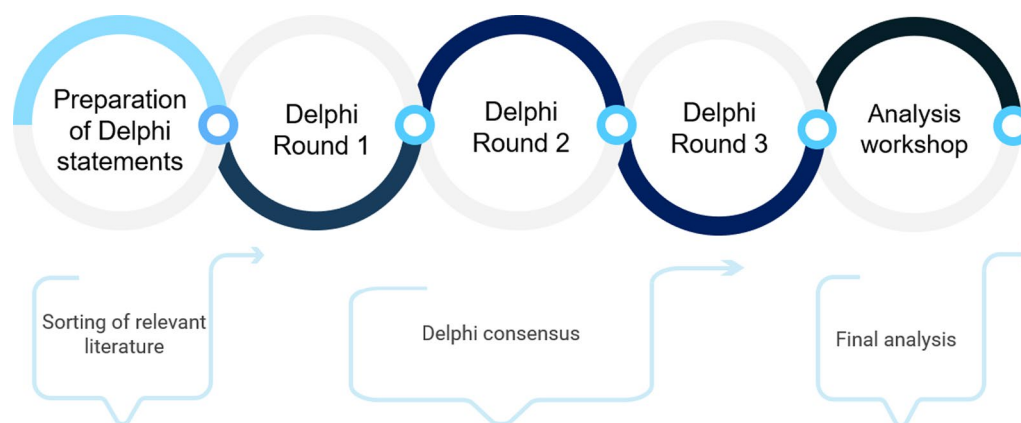 Preparation
of Delphi
statements
Delphi
Round 1
Delphi
Round 2
Delphi
Round 3
Analysis
workshop
Sorting of relevant
literature
Delphi consensus
Final analysis